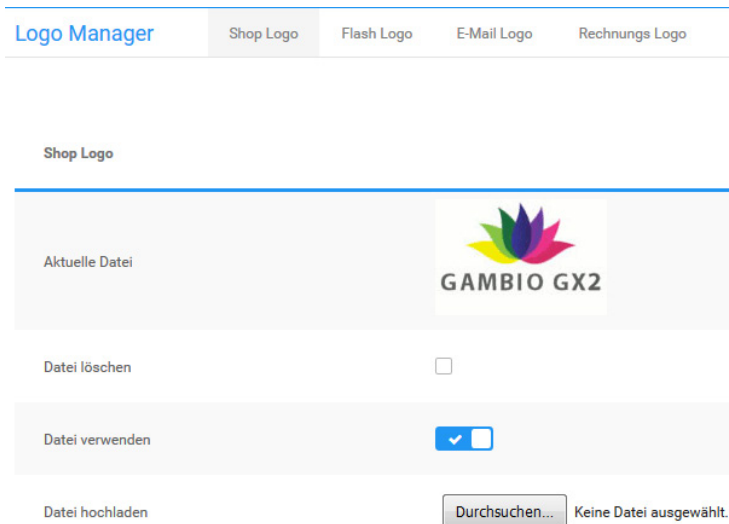 Logo Manager Shop Logo Flash Logo E-Mail Logo Rechnungs Logo
Shop Logo
Aktuelle Datei
GAMBIO GX2
Datei löschen
Datei verwenden
Datei hochladen Durchsuchen... Keine Datei ausgewählt.